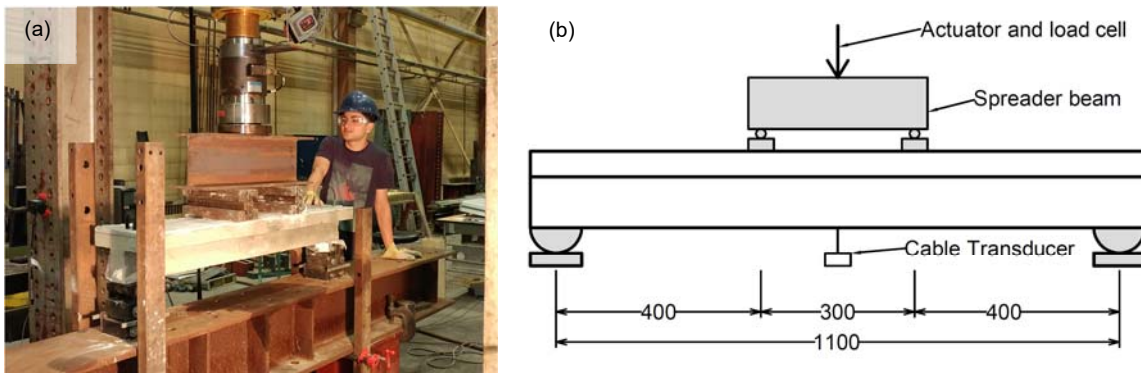 (a)
(b)
Actuator and load cell
Spreader beam
Cable Transducer
400
300
400
1100